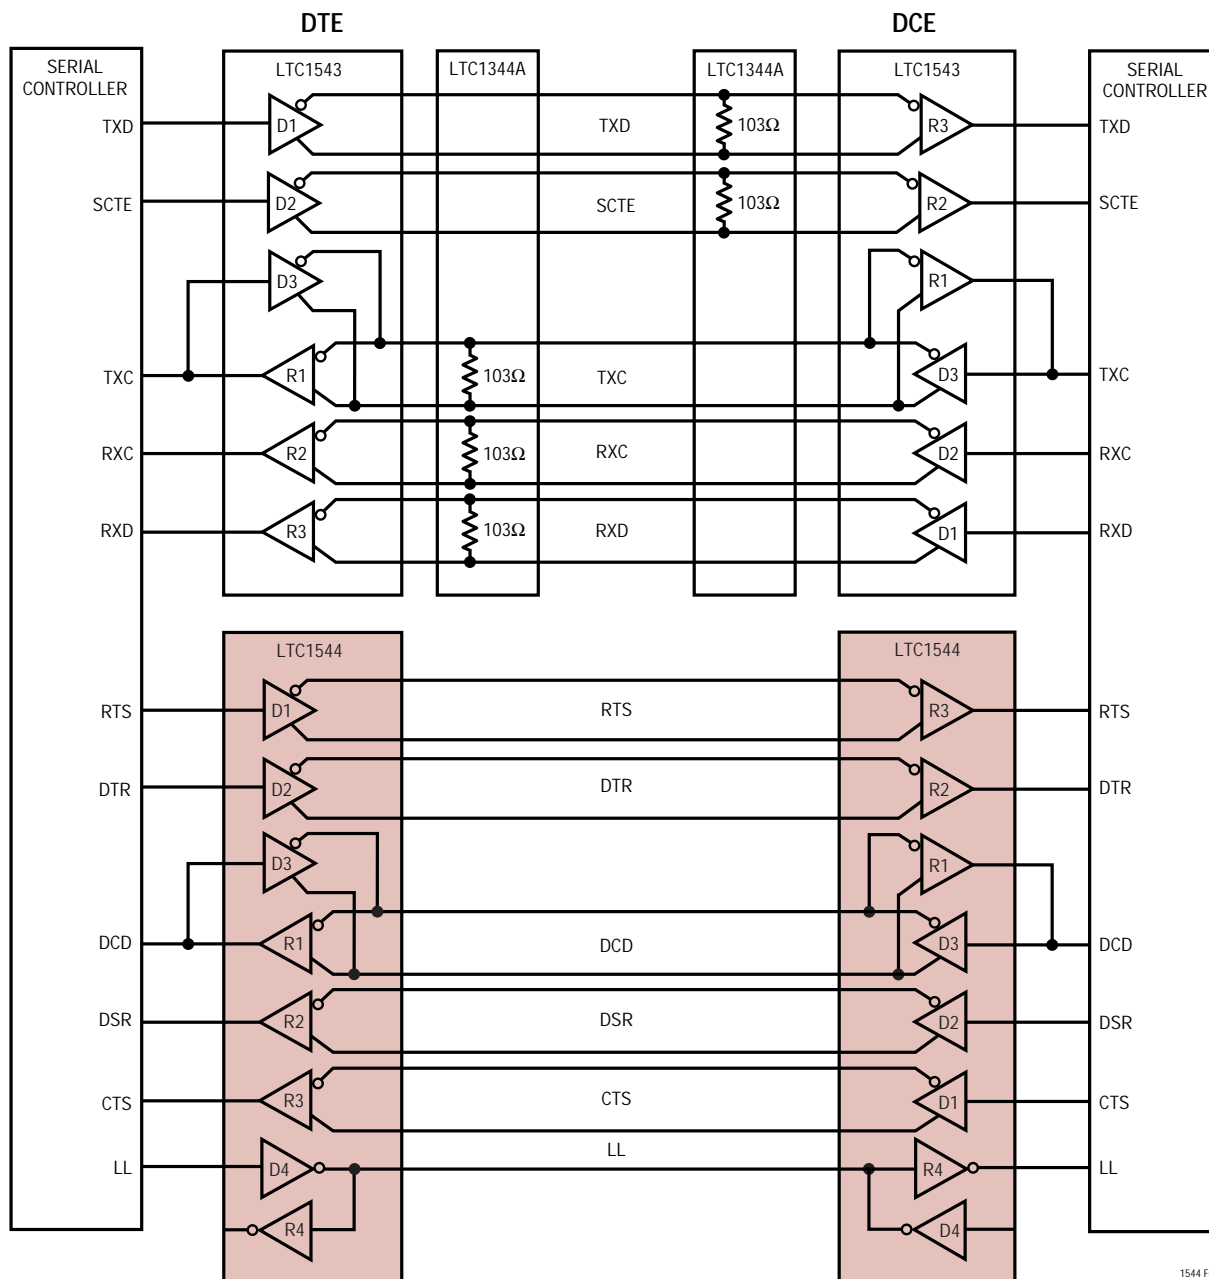 DTE DCE
SERIAL CONTROLLER LTC1543 LTC1344A LTC1344A LTC1543 SERIAL CONTROLLER
TXD D1 TXD 103Ω R3 TXD
SCTE D2 SCTE 103Ω R2 SCTE
D3 R1
TXC R1 103Ω TXC D3 TXC
RXC R2 103Ω RXC D2 RXC
RXD R3 103Ω RXD D1 RXD
LTC1544 LTC1544
RTS D1 RTS R3 RTS
DTR D2 DTR R2 DTR
D3 R1
DCD R1 DCD D3 DCD
DSR R2 DSR D2 DSR
CTS R3 CTS D1 CTS
LL D4 LL R4 LL
R4 D4
1544 F